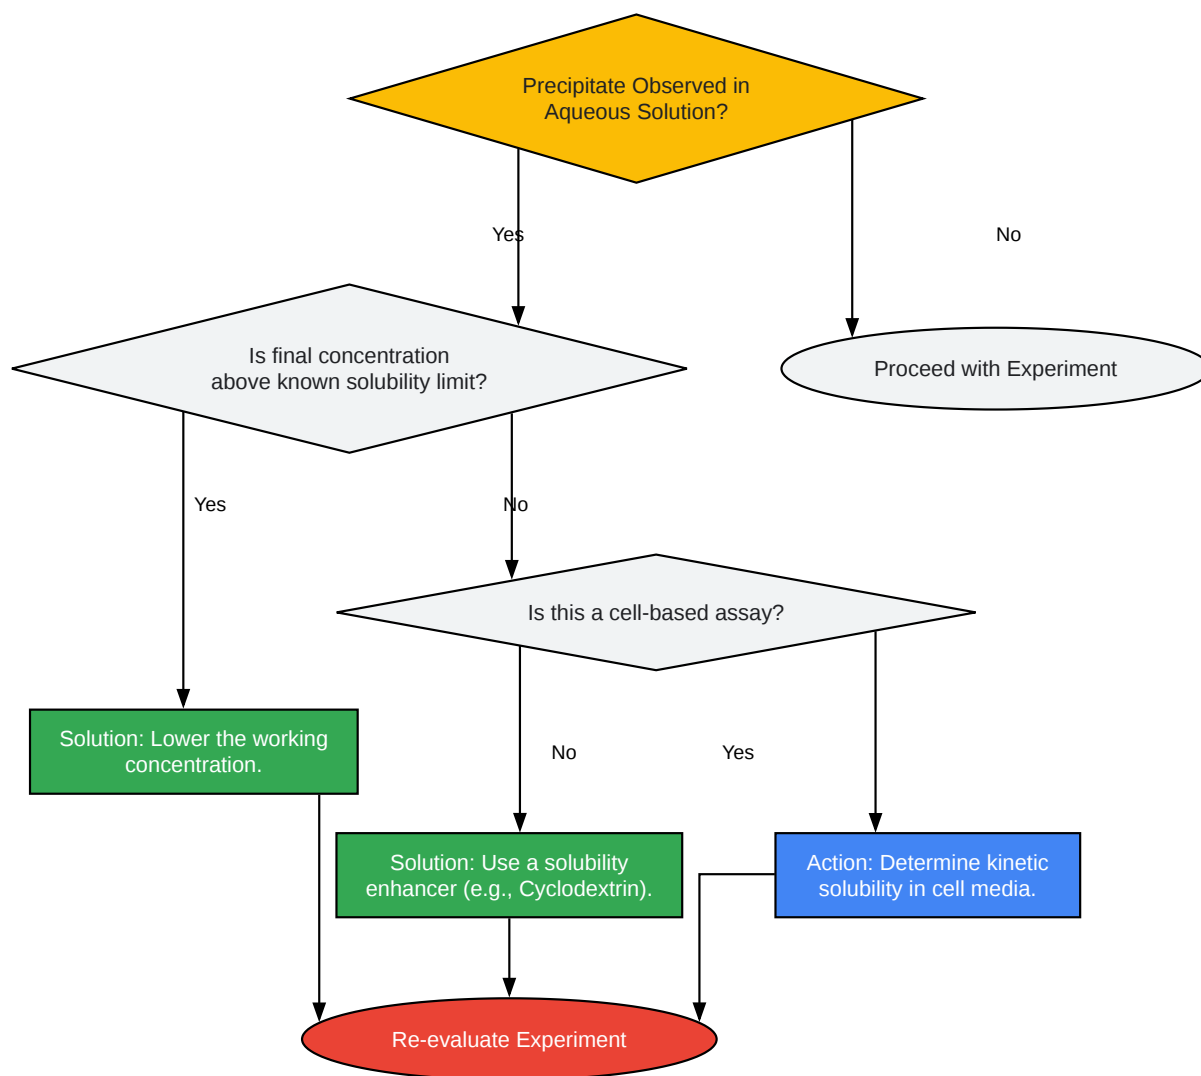 Precipitate Observed in
Aqueous Solution?
Yes
No
Is final concentration
above known solubility limit?
Proceed with Experiment
Yes
No
Is this a cell-based assay?
Solution: Lower the working
concentration.
No
Yes
Solution: Use a solubility
enhancer (e.g., Cyclodextrin).
Action: Determine kinetic
solubility in cell media.
Re-evaluate Experiment